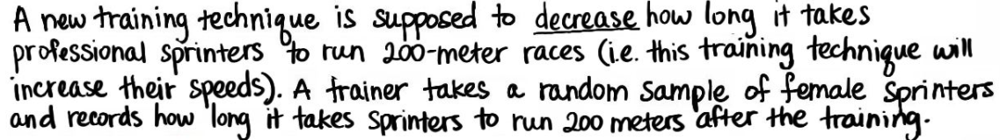 A new training technique is supposed to decrease how long it takes
professional sprinters to run 200-meter races (i.e. this training technique will
increase their speeds). A trainer takes a random sample of female sprinters
and records how long it takes sprinters to run 200 meters after the training.